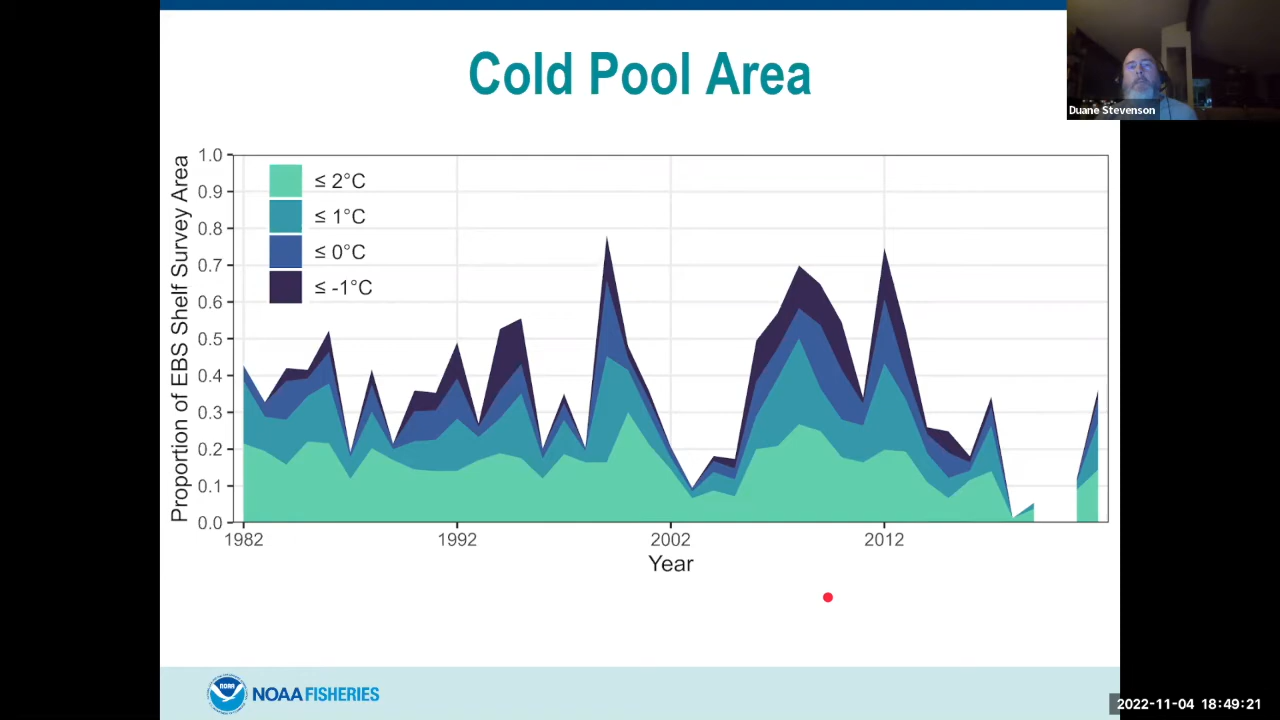 Cold Pool Area
Duane Stevenson
Proportion of EBS Shelf Survey Area
1.0
0.9
0.8
0.7
0.6
0.5
0.4
0.3
0.2
0.1
0.0
≤ 2°C
≤ 1°C
≤ 0°C
≤ -1°C
1982
1992
2002
2012
Year
NOAA
NOAA FISHERIES
2022-11-04 18:49:21